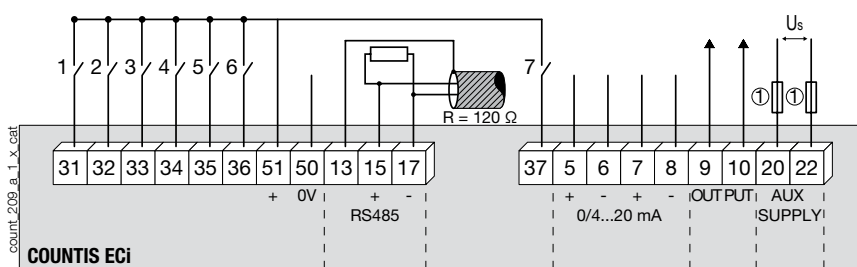 Us
1 2 3 4 5 6 7
① ①
R = 120 Ω
31 32 33 34 35 36 51 50 13 15 17 37 5 6 7 8 9 10 20 22
+ 0V + - + - + - OUTPUT AUX
RS485 0/4...20 mA SUPPLY
COUNTIS ECi
count_209_a_1_x_cat